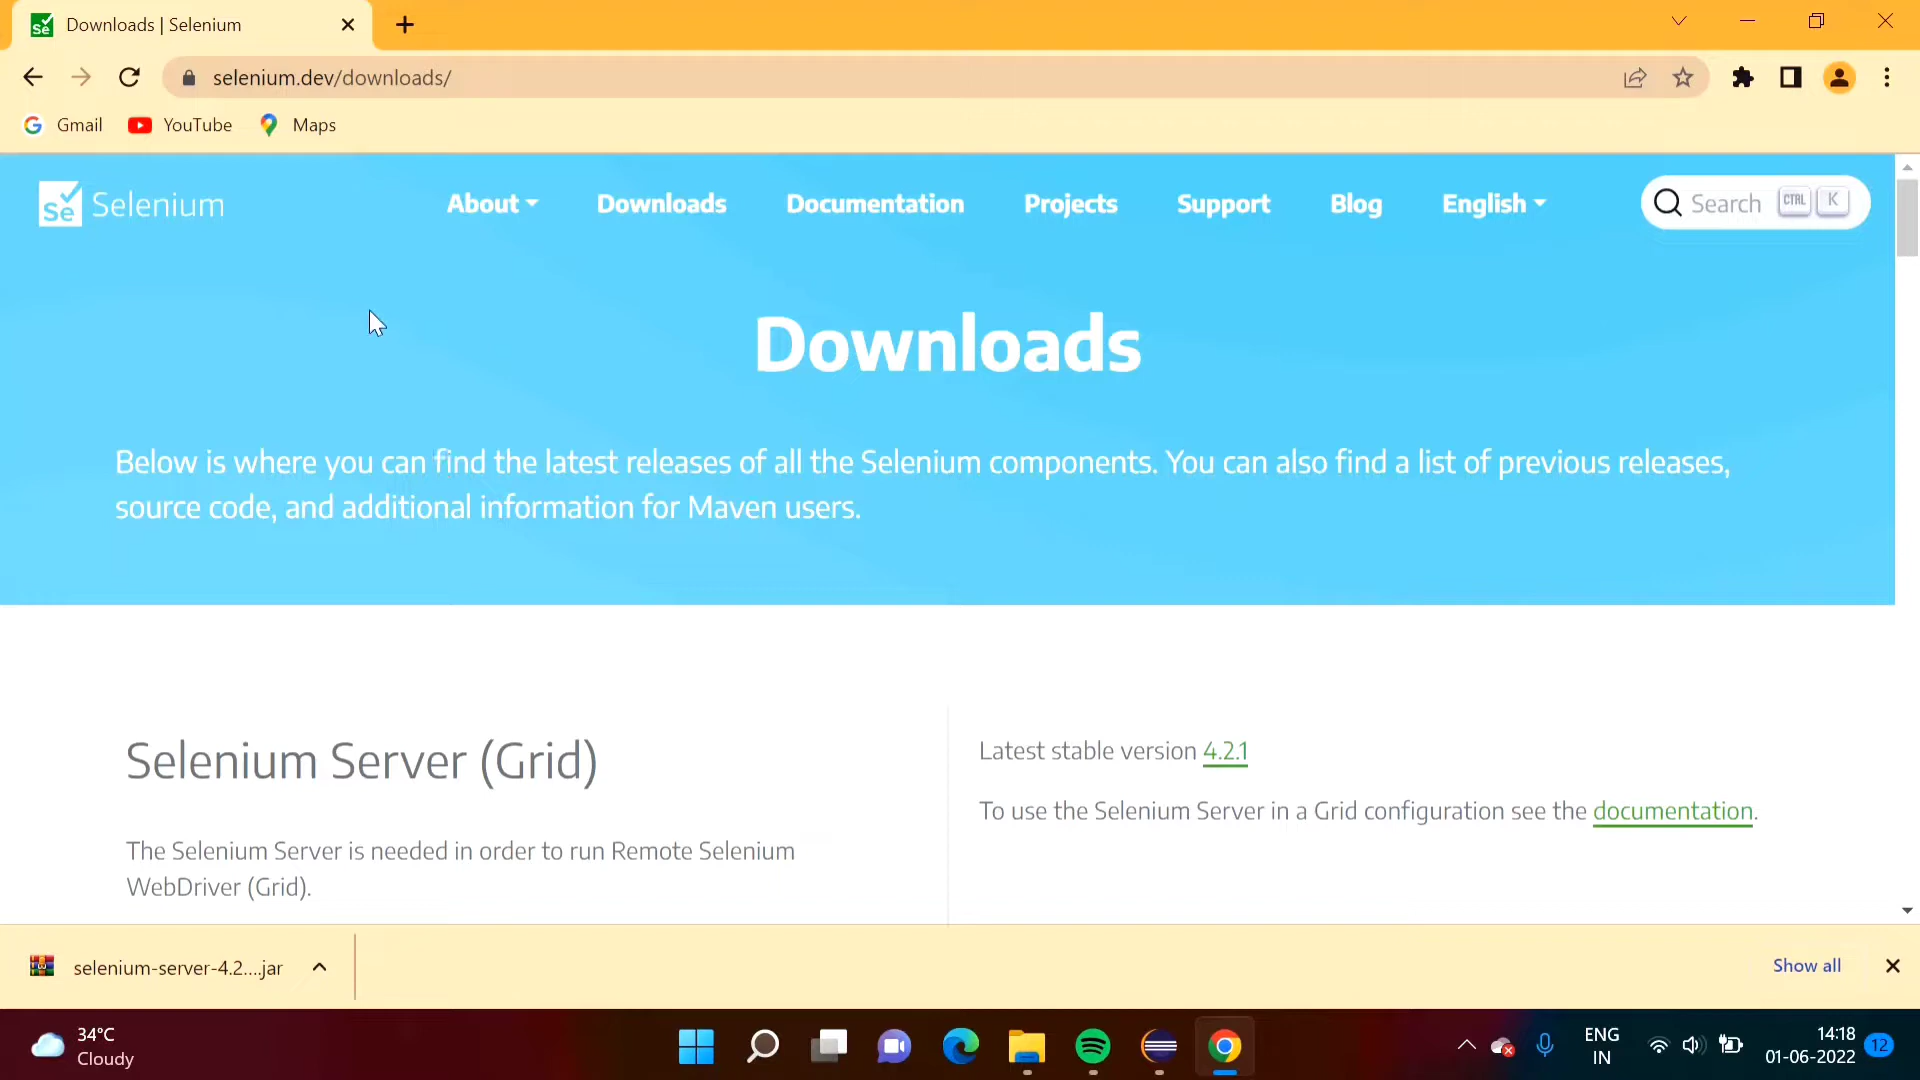 Downloads | Selenium
selenium.dev/downloads/
Gmail YouTube Maps
Se Selenium About Downloads Documentation Projects Support Blog English Search CTRL K
Downloads
Below is where you can find the latest releases of all the Selenium components. You can also find a list of previous releases,
source code, and additional information for Maven users.
Selenium Server (Grid)
The Selenium Server is needed in order to run Remote Selenium
WebDriver (Grid).
Latest stable version 4.2.1
To use the Selenium Server in a Grid configuration see the documentation.
selenium-server-4.2....jar Show all
34°C
Cloudy
ENG
IN
14:18
01-06-2022
12